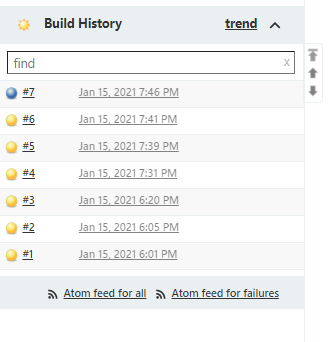 Build History trend
find x
#7 Jan 15, 2021 7:46 PM
#6 Jan 15, 2021 7:41 PM
#5 Jan 15, 2021 7:39 PM
#4 Jan 15, 2021 7:31 PM
#3 Jan 15, 2021 6:20 PM
#2 Jan 15, 2021 6:05 PM
#1 Jan 15, 2021 6:01 PM
Atom feed for all Atom feed for failures